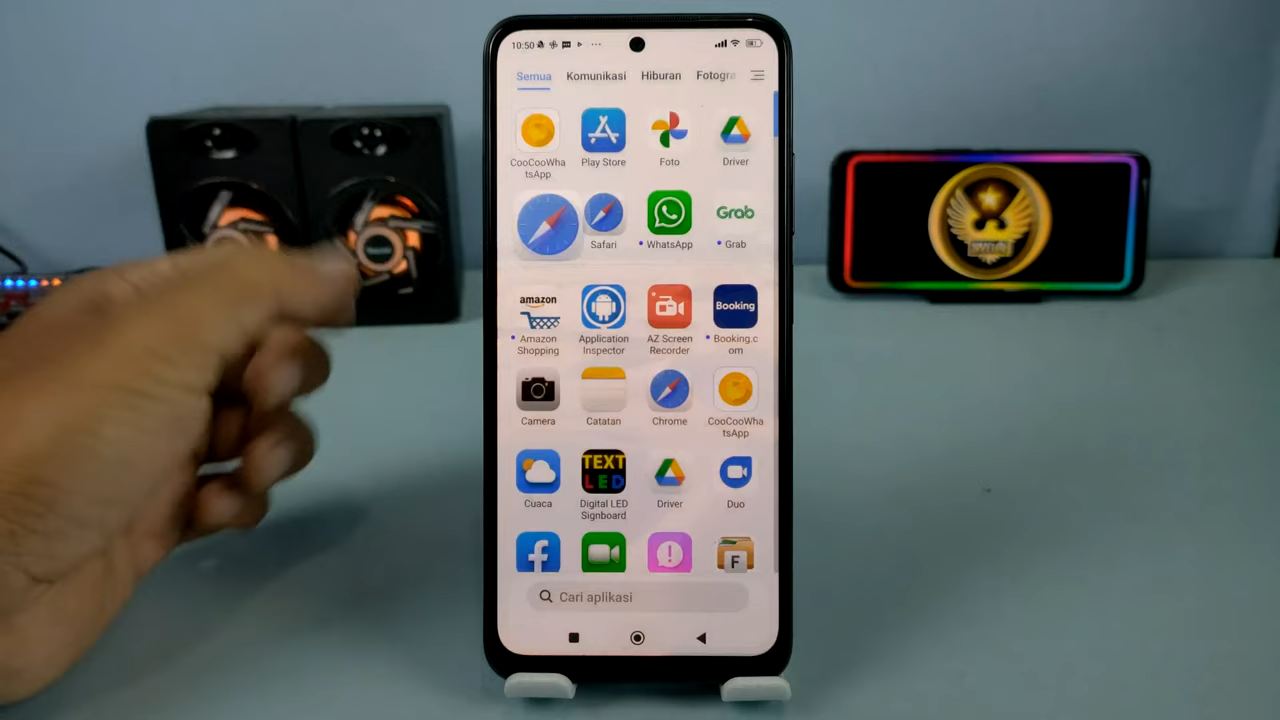 10:50
Semua Komunikasi Hiburan Fotogra
CooCooWha
tsApp
Play Store
Foto
Driver
Safari
WhatsApp
Grab
Grab
amazon
Amazon
Shopping
Application
Inspector
AZ Screen
Recorder
Booking
Booking.c
om
Camera
Catatan
Chrome
CooCooWha
tsApp
Cuaca
TEXT
LED
Digital LED
Signboard
Driver
Duo
F
Cari aplikasi